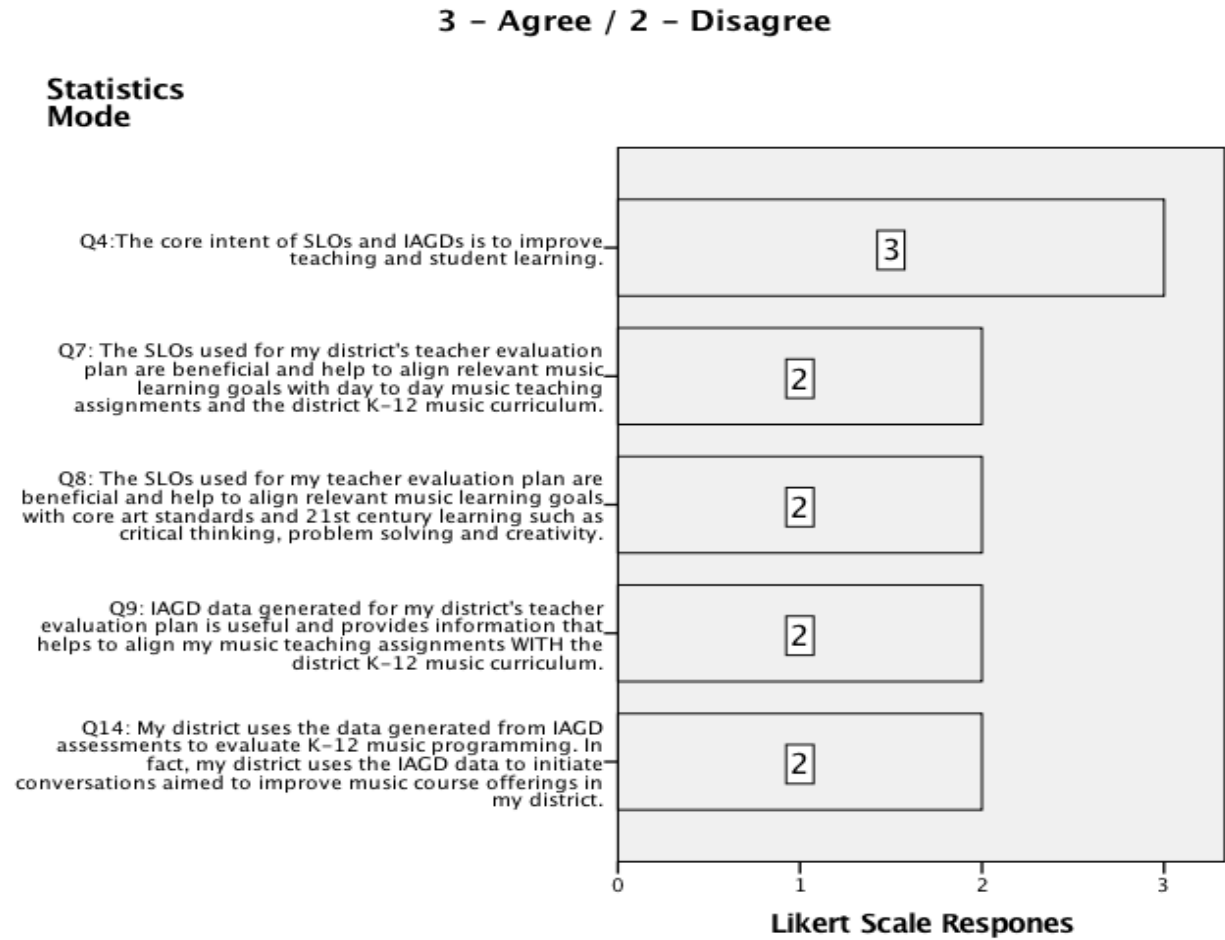 3 – Agree / 2 – Disagree
Statistics
Mode
Q4:The core intent of SLOs and IAGDs is to improve
teaching and student learning.
3
Q7: The SLOs used for my district's teacher evaluation
plan are beneficial and help to align relevant music
learning goals with day to day music teaching
assignments and the district K–12 music curriculum.
2
Q8: The SLOs used for my teacher evaluation plan are
beneficial and help to align relevant music learning goals
with core art standards and 21st century learning such as
critical thinking, problem solving and creativity.
2
Q9: IAGD data generated for my district's teacher
evaluation plan is useful and provides information that
helps to align my music teaching assignments WITH the
district K–12 music curriculum.
2
Q14: My district uses the data generated from IAGD
assessments to evaluate K–12 music programming. In
fact, my district uses the IAGD data to initiate
conversations aimed to improve music course offerings in
my district.
2
0 1 2 3
Likert Scale Respones